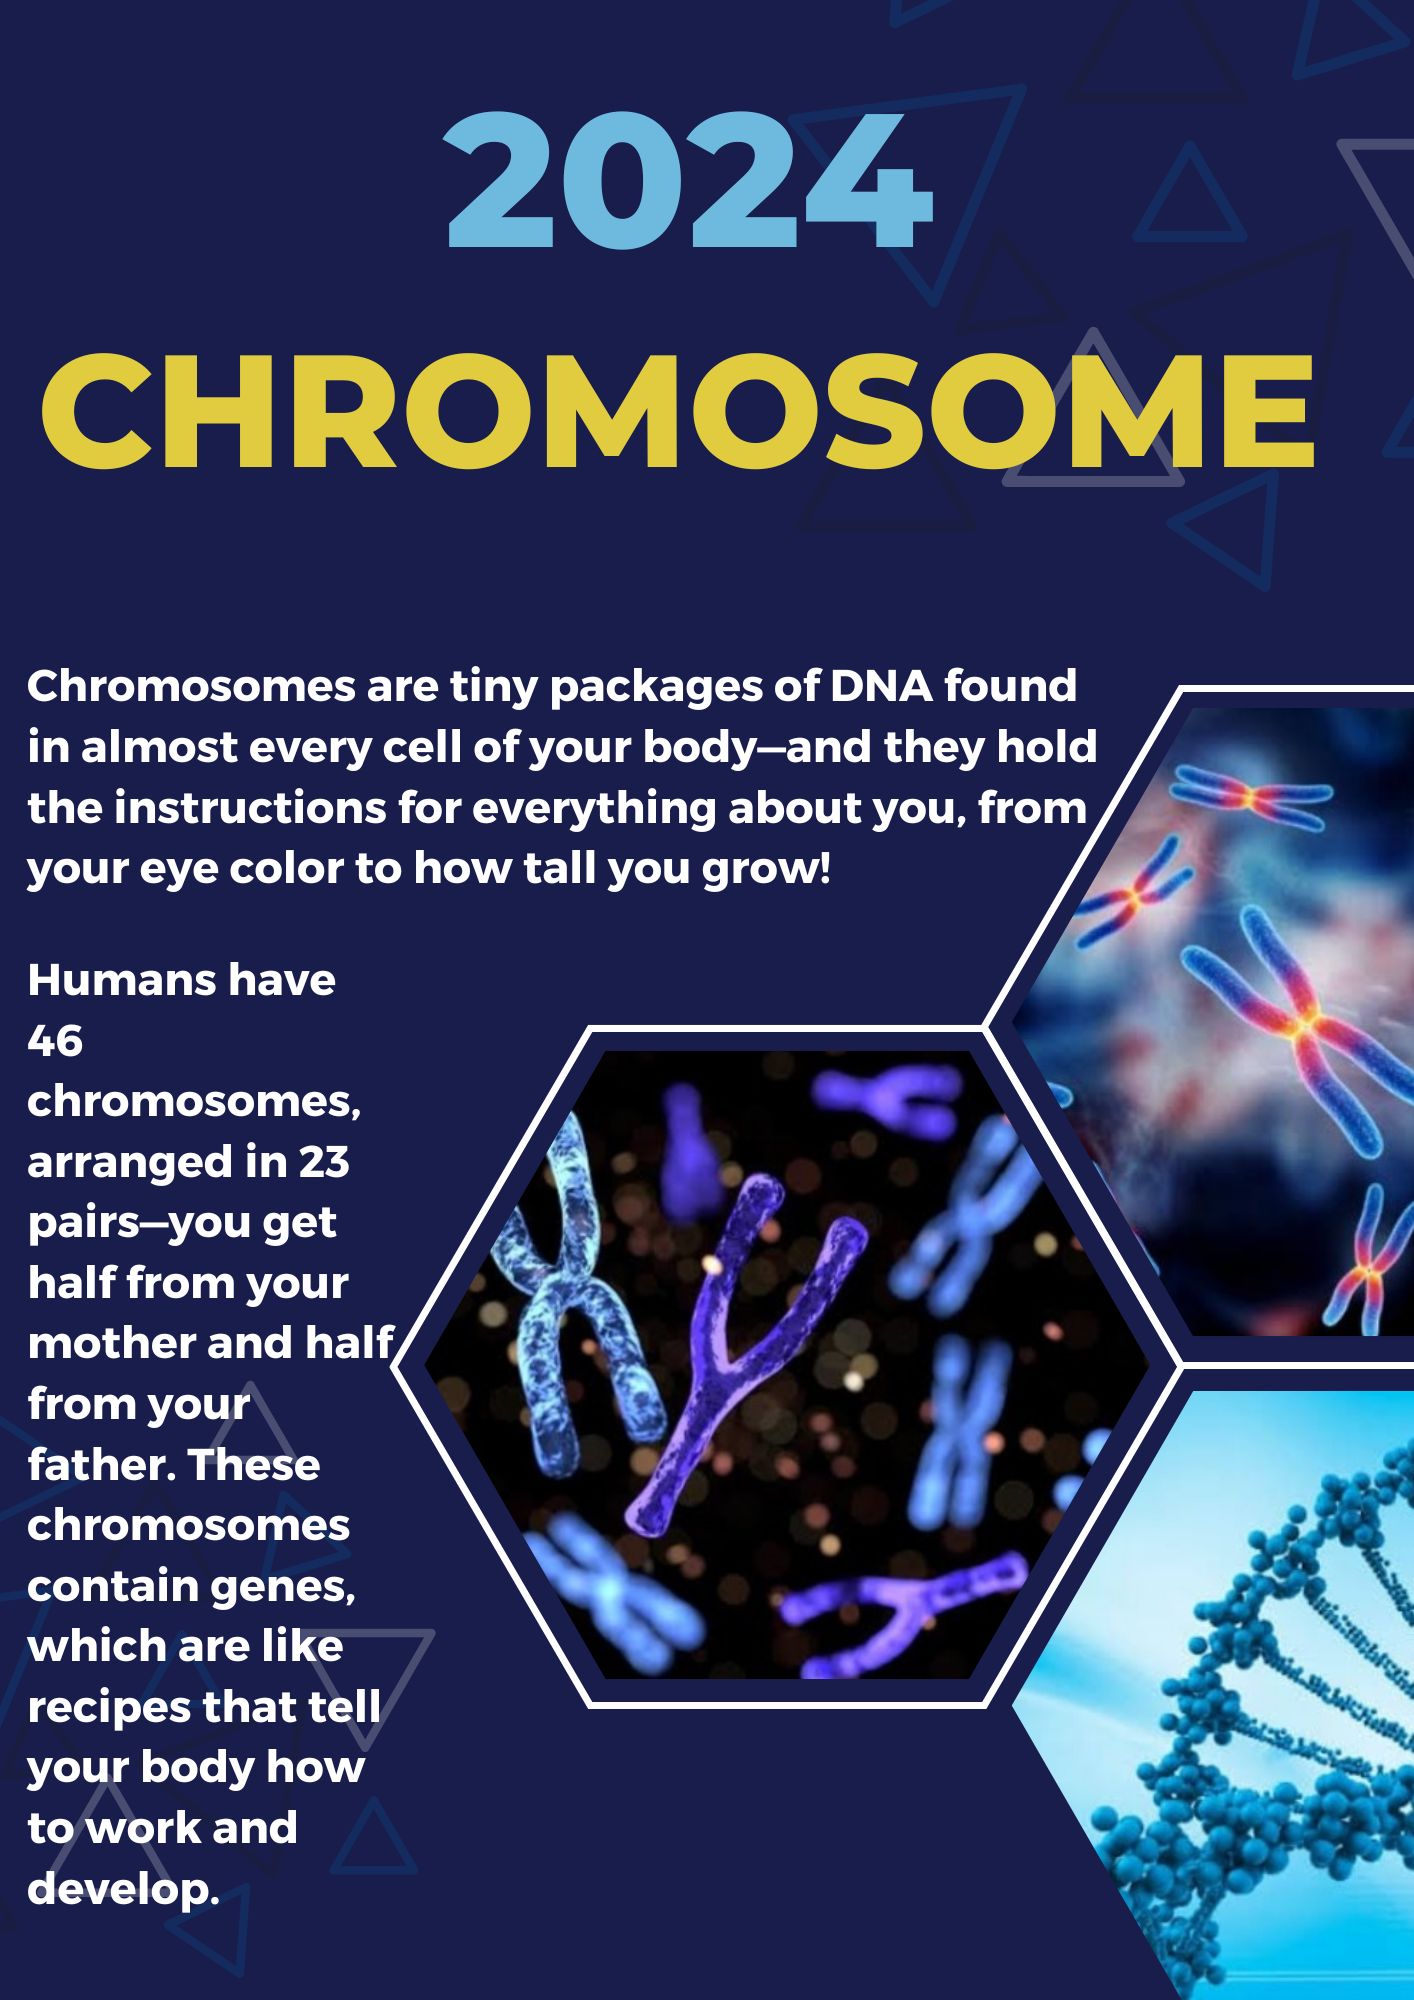 2024
CHROMOSOME
Chromosomes are tiny packages of DNA found
in almost every cell of your body—and they hold
the instructions for everything about you, from
your eye color to how tall you grow!
Humans have
46
chromosomes,
arranged in 23
pairs—you get
half from your
mother and half
from your
father. These
chromosomes
contain genes,
which are like
recipes that tell
your body how
to work and
develop.